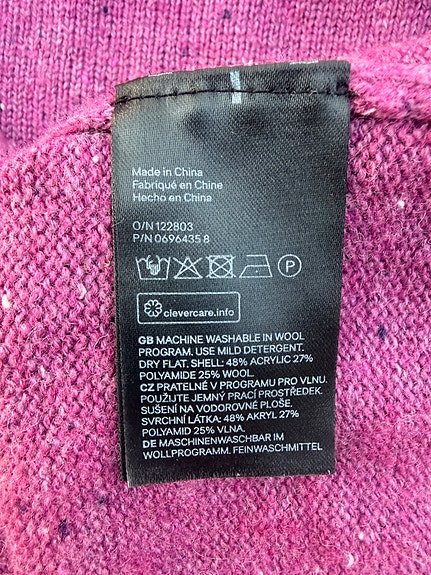 Made in China
Fabriqué en Chine
Hecho en China
O/N 122803
P/N 0696435 8
P
clevercare.info
GB MACHINE WASHABLE IN WOOL
PROGRAM. USE MILD DETERGENT.
DRY FLAT. SHELL: 48% ACRYLIC 27%
POLYAMIDE 25% WOOL.
CZ PRATELNÉ V PROGRAMU PRO VLNU.
POUŽIJTE JEMNÝ PRACÍ PROSTŘEDEK.
SUŠENÍ NA VODOROVNÉ PLOŠE.
SVRCHNÍ LÁTKA: 48% AKRYL 27%
POLYAMID 25% VLNA.
DE MASCHINENWASCHBAR IM
WOLLPROGRAMM. FEINWASCHMITTEL